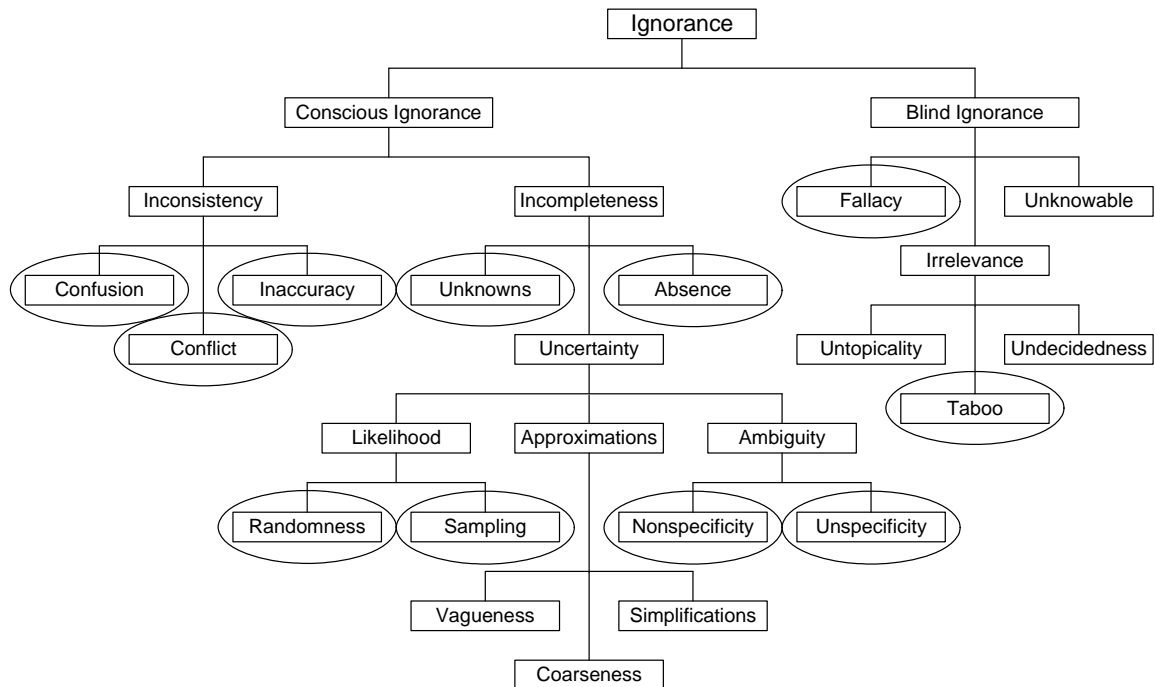 Ignorance
Conscious Ignorance
Blind Ignorance
Inconsistency
Incompleteness
Fallacy
Unknowable
Irrelevance
Confusion
Inaccuracy
Unknowns
Absence
Conflict
Uncertainty
Untopicality
Undecidedness
Taboo
Likelihood
Approximations
Ambiguity
Randomness
Sampling
Nonspecificity
Unspecificity
Vagueness
Simplifications
Coarseness